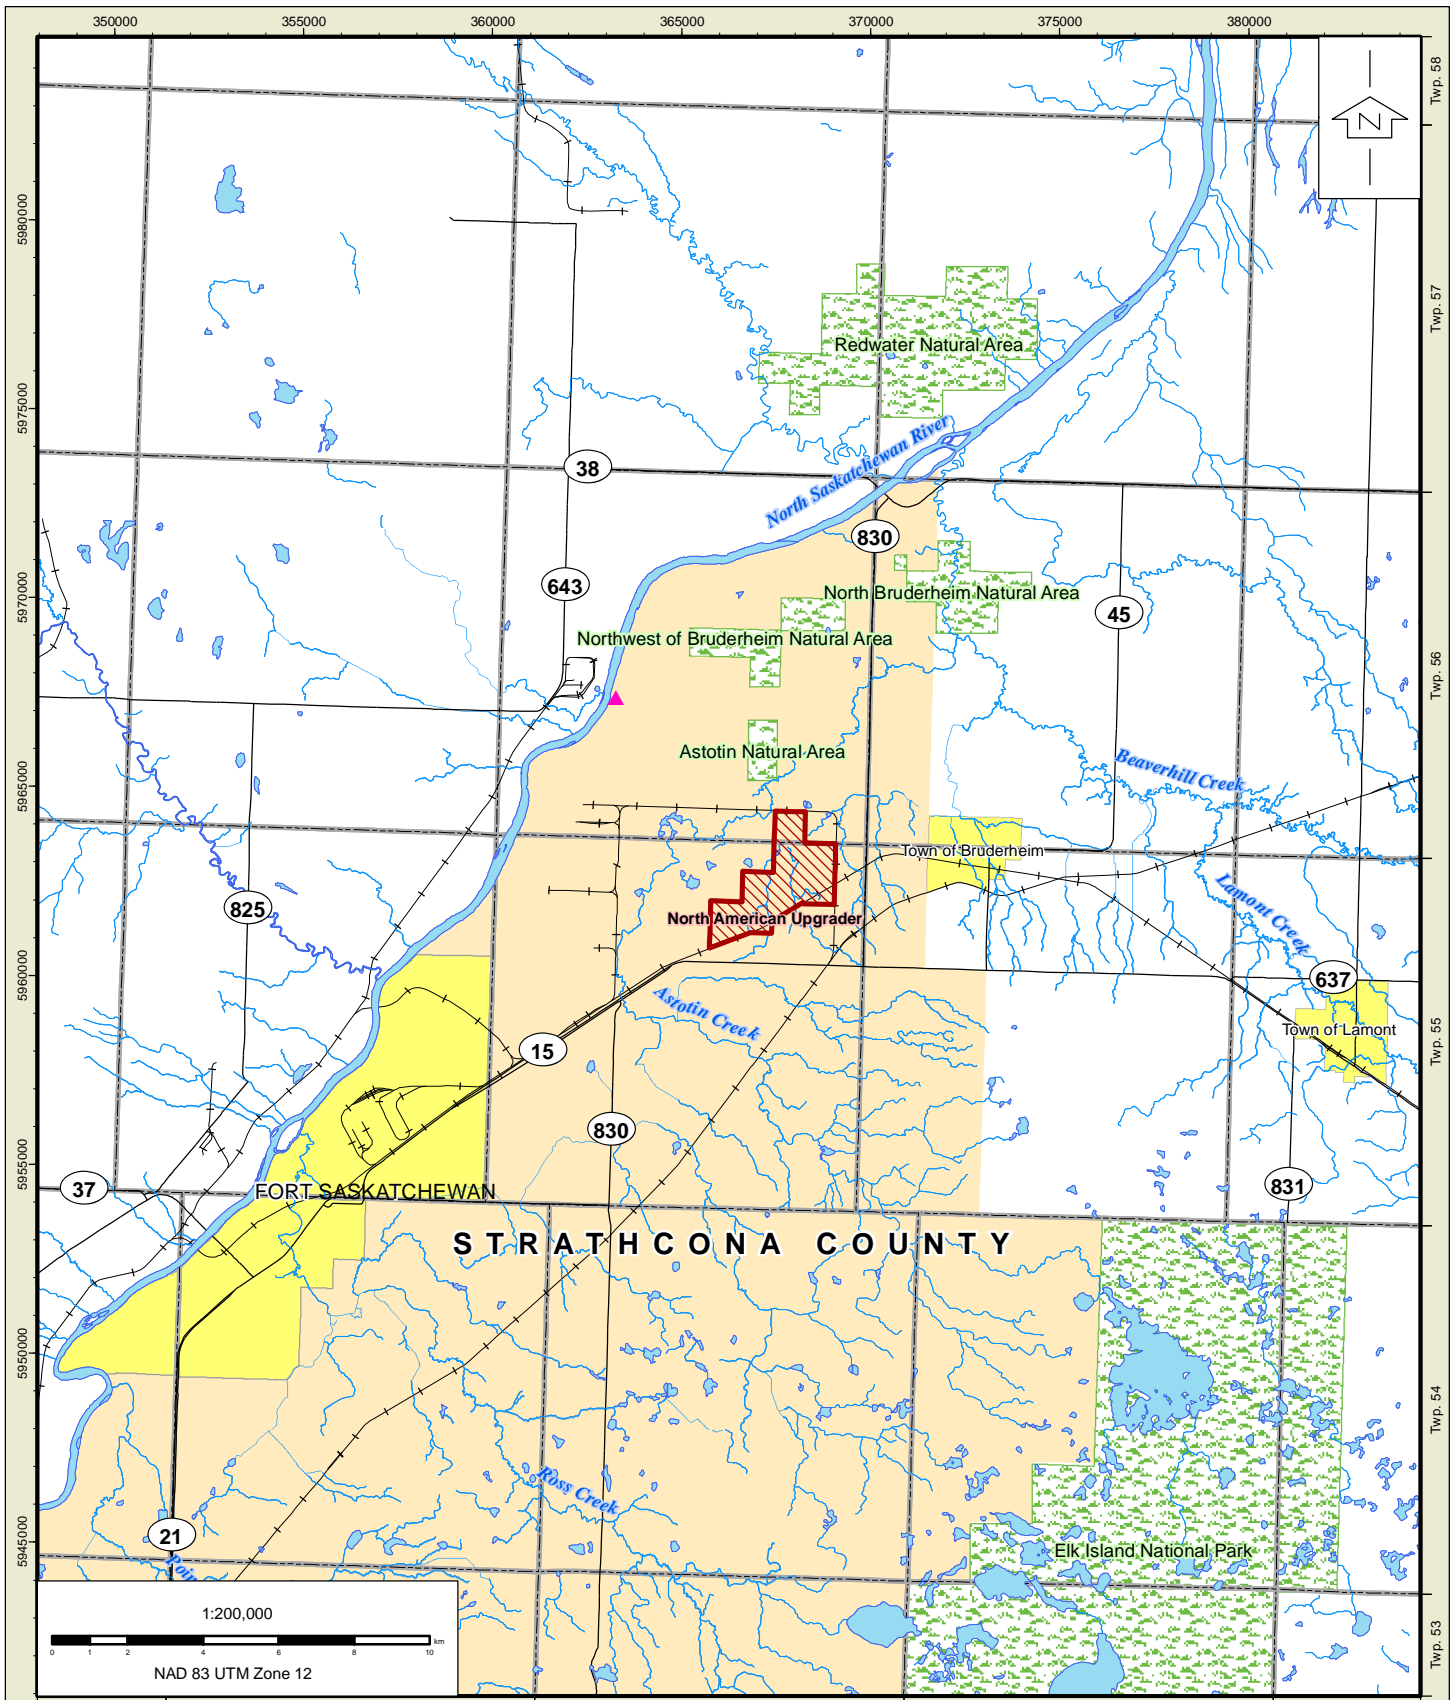 350000 355000 360000 365000 370000 375000 380000
Twp. 58
N
5980000
Twp. 57
Redwater Natural Area
5975000
North Saskatchewan River
38
830
5970000
643
North Bruderheim Natural Area
45
Northwest of Bruderheim Natural Area
Twp. 56
Astotin Natural Area
5965000
Beaverhill Creek
Town of Bruderheim
825
North American Upgrader
Lamont Creek
5960000
637
Astotin Creek
15
Town of Lamont
Twp. 55
830
5955000
37
FORT SASKATCHEWAN
831
STRATHCONA COUNTY
5950000
Twp. 54
Ross Creek
5945000
21
Elk Island National Park
Poin
1:200,000
km
0 1 2 4 6 8 10
NAD 83 UTM Zone 12
Twp. 53